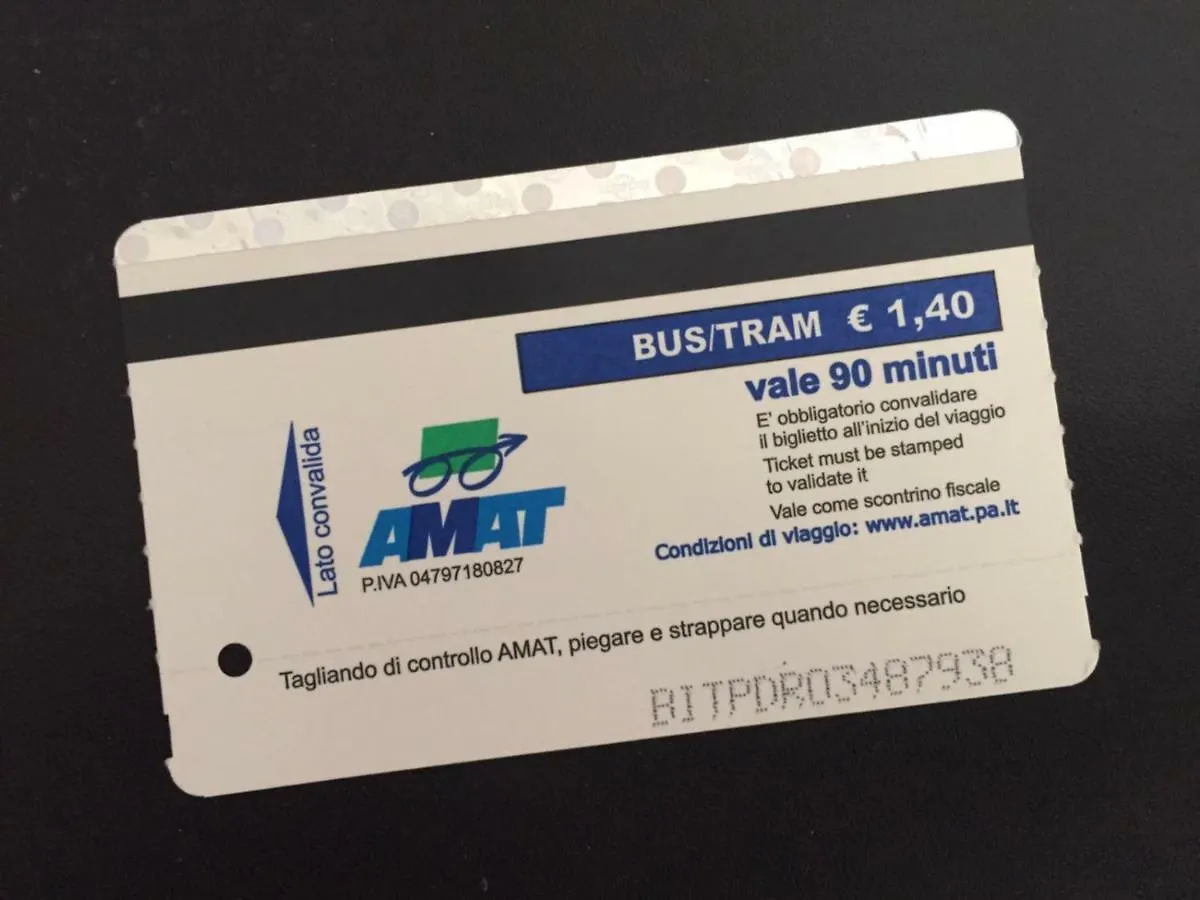 BUS/TRAM € 1,40
vale 90 minuti
E' obbligatorio convalidare
il biglietto all'inizio del viaggio
Ticket must be stamped
to validate it
Vale come scontrino fiscale
Condizioni di viaggio: www.amat.pa.it
Lato convalida
AMAT
P.IVA 04797180827
Tagliando di controllo AMAT, piegare e strappare quando necessario
BITPDR03487938